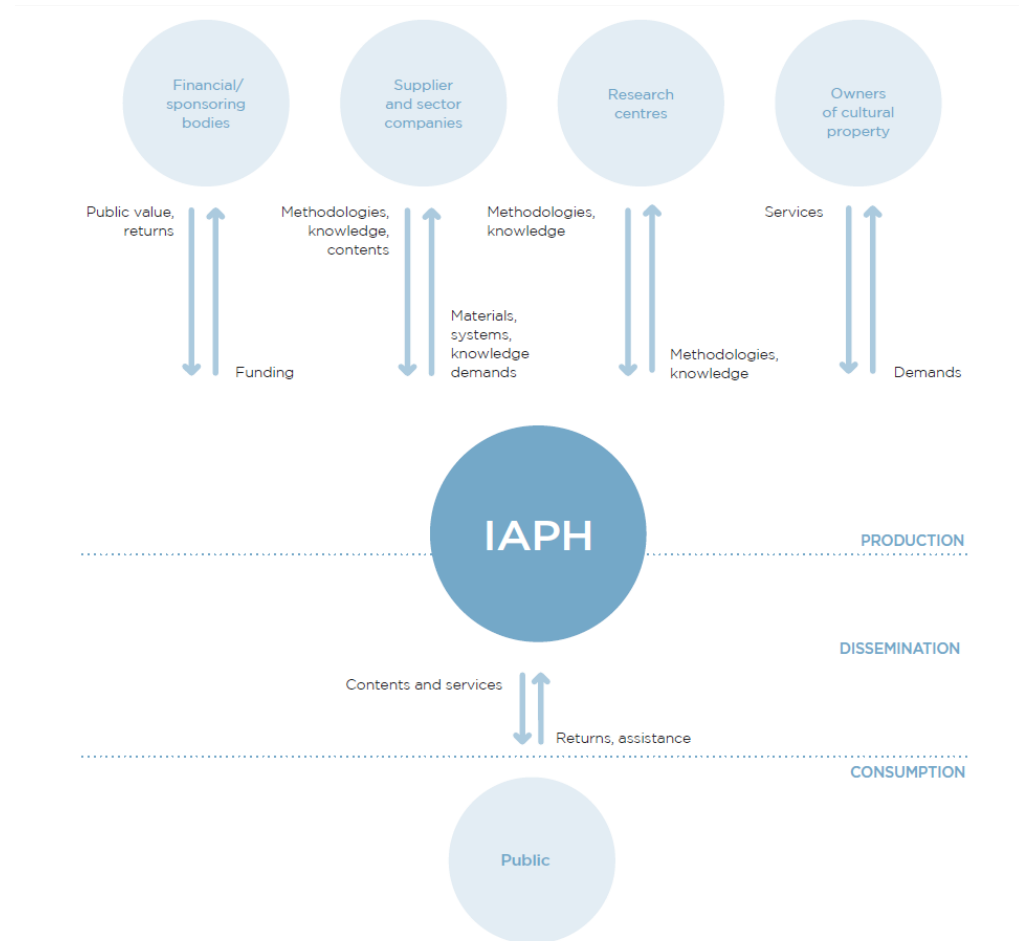 Financial/
sponsoring
bodies
Supplier
and sector
companies
Research
centres
Owners
of cultural
property
Public value,
returns
Funding
Methodologies,
knowledge,
contents
Materials,
systems,
knowledge
demands
Methodologies,
knowledge
Methodologies,
knowledge
Services
Demands
IAPH
PRODUCTION
DISSEMINATION
Contents and services
Returns, assistance
CONSUMPTION
Public